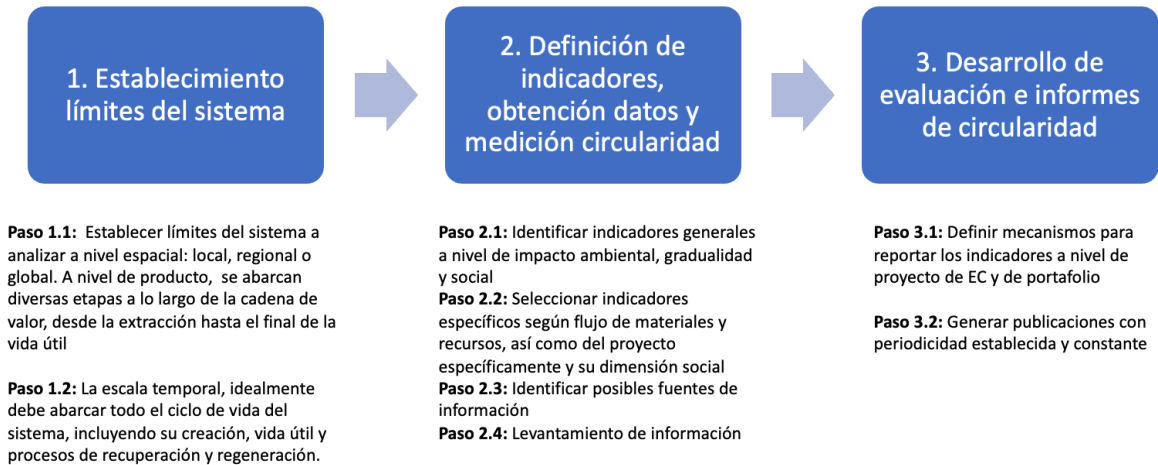 1. Establecimiento
límites del sistema
2. Definición de
indicadores,
obtención datos y
medición circularidad
3. Desarrollo de
evaluación e informes
de circularidad
Paso 1.1: Establecer límites del sistema a
analizar a nivel espacial: local, regional o
global. A nivel de producto, se abarcan
diversas etapas a lo largo de la cadena de
valor, desde la extracción hasta el final de la
vida útil
Paso 1.2: La escala temporal, idealmente
debe abarcar todo el ciclo de vida del
sistema, incluyendo su creación, vida útil y
procesos de recuperación y regeneración.
Paso 2.1: Identificar indicadores generales
a nivel de impacto ambiental, gradualidad
y social
Paso 2.2: Seleccionar indicadores
específicos según flujo de materiales y
recursos, así como del proyecto
específicamente y su dimensión social
Paso 2.3: Identificar posibles fuentes de
información
Paso 2.4: Levantamiento de información
Paso 3.1: Definir mecanismos para
reportar los indicadores a nivel de
proyecto de EC y de portafolio
Paso 3.2: Generar publicaciones con
periodicidad establecida y constante